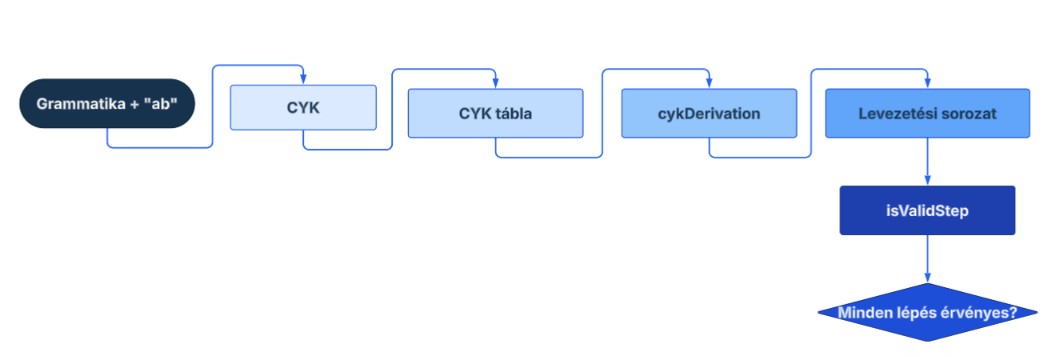 Grammatika + "ab"
CYK
CYK tábla
cykDerivation
Levezetési sorozat
isValidStep
Minden lépés érvényes?